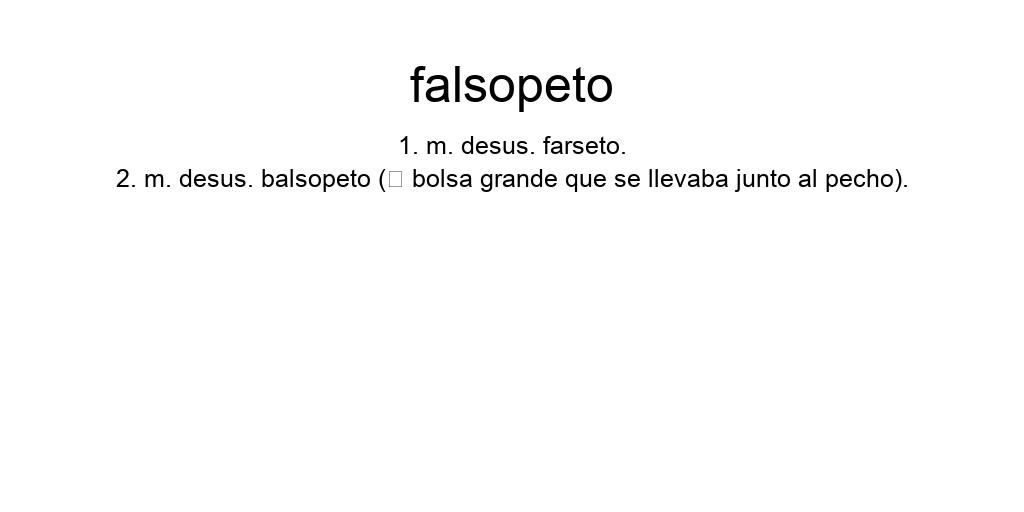 falsopeto
1. m. desus. farseto.
2. m. desus. balsopeto (□ bolsa grande que se llevaba junto al pecho).